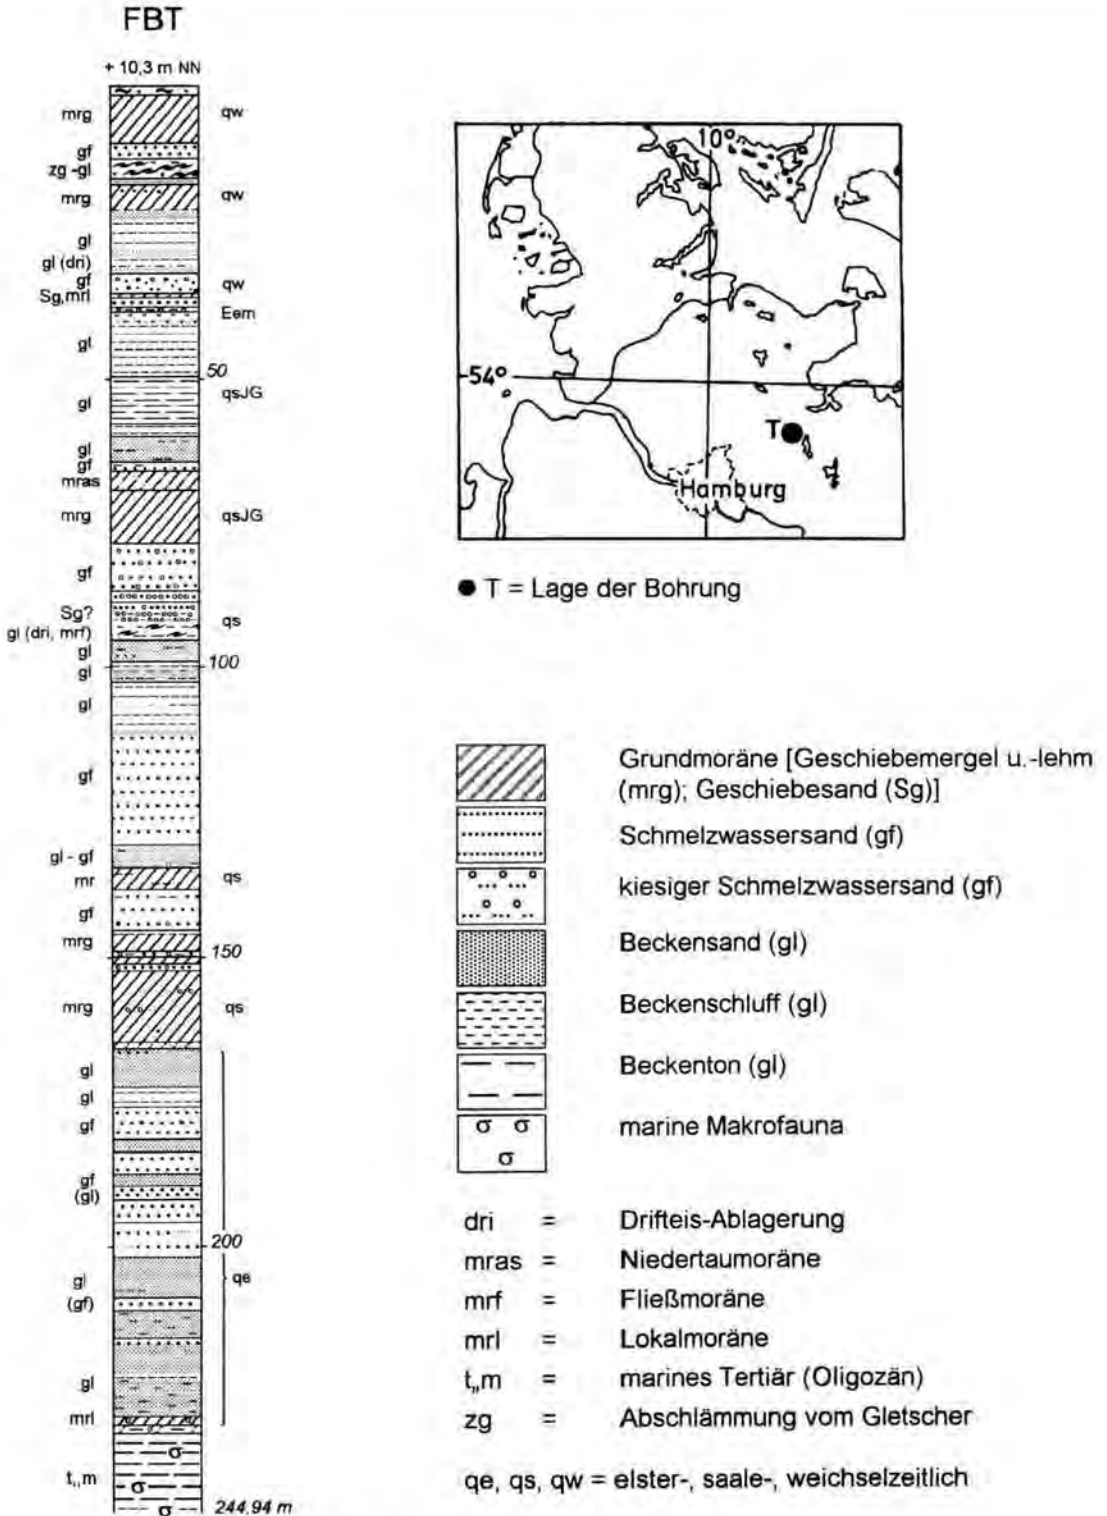 FBT
+ 10,3 m NN
mrg qw
gf
zg -gl
mrg qw
gl
gl (dri)
gf qw
Sg,mrl
Eem
gf
50
gl qsJG
gl
gf
mras
mrg qsJG
gf
Sg? qs
gl (dri, mrf)
gl
100
gl
gl
gf
gl - gf
mr qs
gf
mrg
150
mrg qs
gl
gl
gf
gf
(gl)
200
gl qe
(gf)
gl
mrl
t,,m
244,94 m
σ
σ
σ
10°
54°
T
Hamburg
● T = Lage der Bohrung
Grundmoräne [Geschiebemergel u.-lehm
(mrg); Geschiebesand (Sg)]
Schmelzwassersand (gf)
kiesiger Schmelzwassersand (gf)
Beckensand (gl)
Beckenschluff (gl)
Beckenton (gl)
σ σ marine Makrofauna
σ
dri = Drifteis-Ablagerung
mras = Niedertaumoräne
mrf = Fließmoräne
mrl = Lokalmoräne
t,,m = marines Tertiär (Oligozän)
zg = Abschlämmung vom Gletscher
qe, qs, qw = elster-, saale-, weichselzeitlich